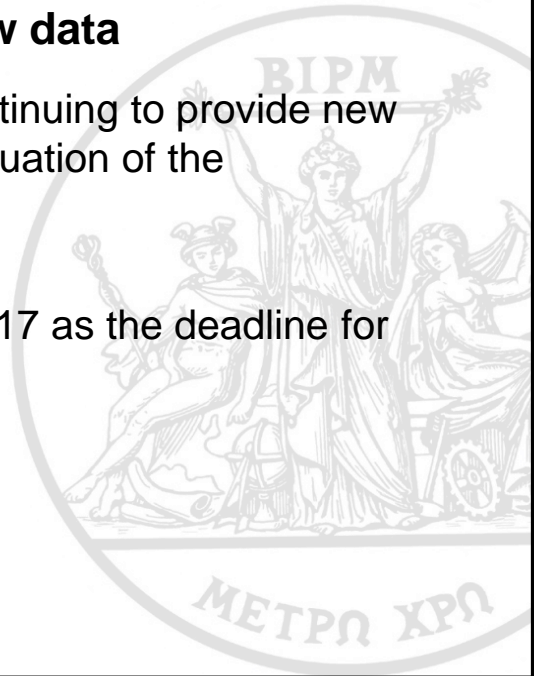 w data
BIPM
tinuing to provide new
uation of the
17 as the deadline for
ΜΕΤΡΩ ΧΡΩ